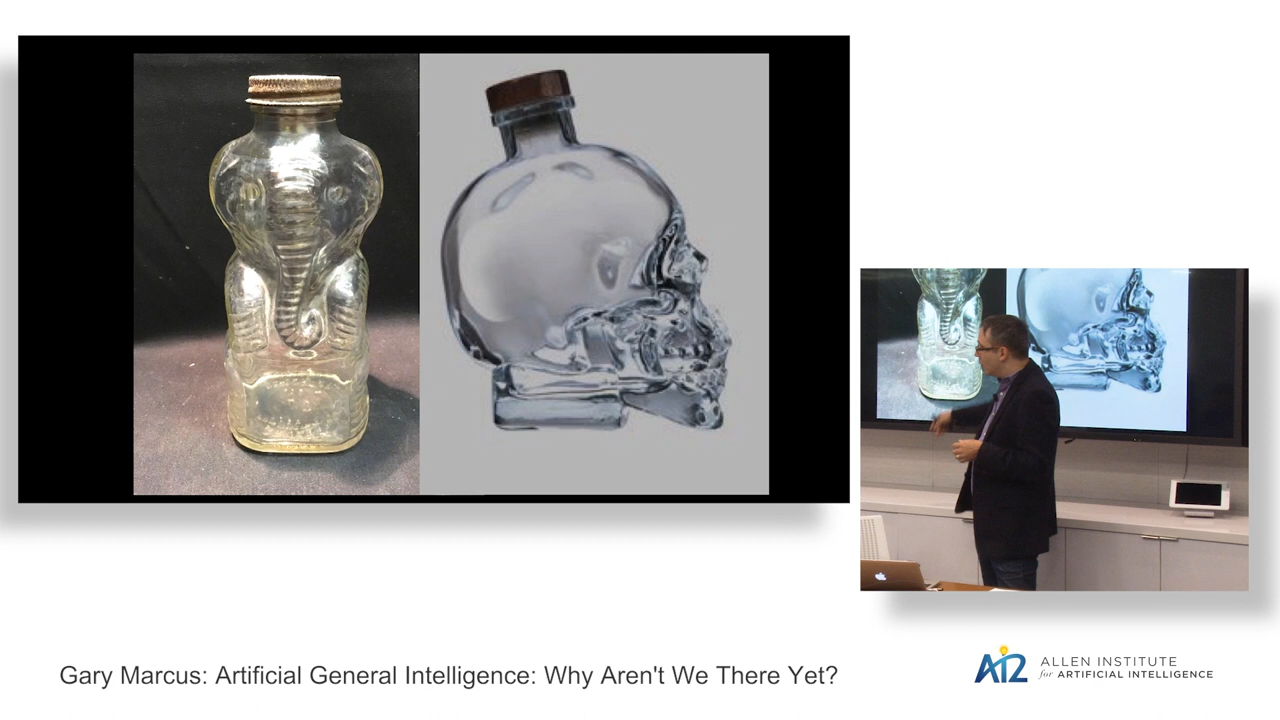 Gary Marcus: Artificial General Intelligence: Why Aren't We There Yet?
AI2
ALLEN INSTITUTE
for ARTIFICIAL INTELLIGENCE